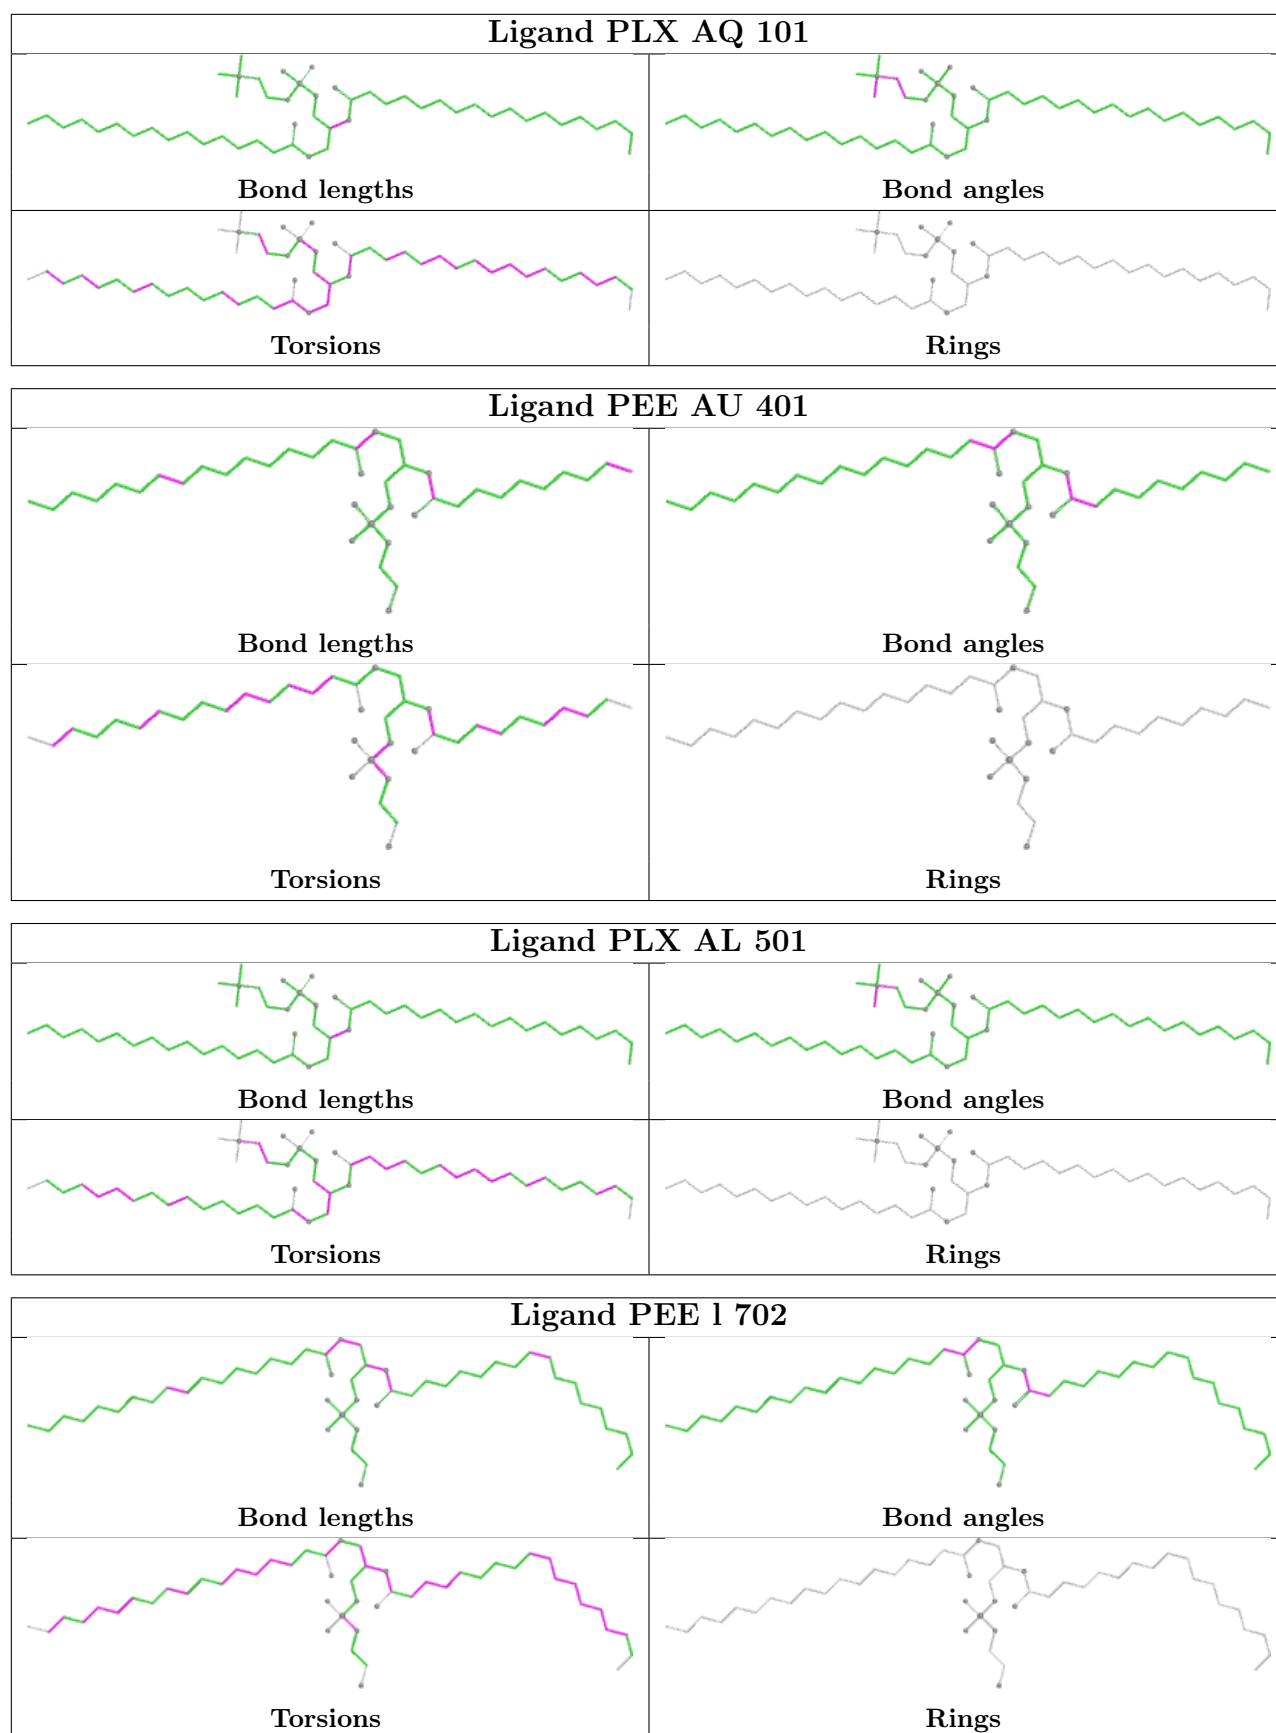 Ligand PLX AQ 101
Bond lengths Bond angles
Torsions Rings
Ligand PEE AU 401
Bond lengths Bond angles
Torsions Rings
Ligand PLX AL 501
Bond lengths Bond angles
Torsions Rings
Ligand PEE l 702
Bond lengths Bond angles
Torsions Rings